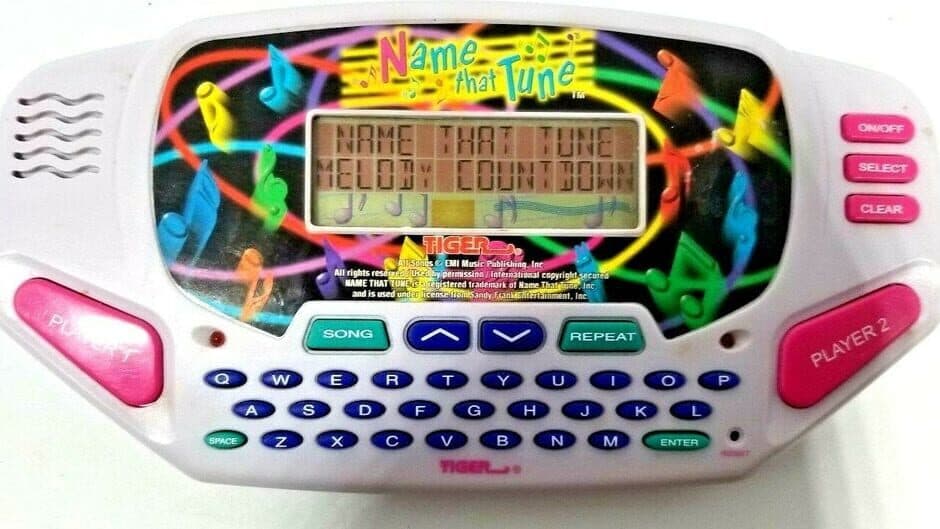 Name
that Tune
TM
NAME THAT TUNE
MELODY COUNTDOWN
TIGER
All Songs © EMI Music Publishing, Inc
All rights reserved / Used by permission / International copyright secured
NAME THAT TUNE is a registered trademark of Name That Tune, Inc
and is used under license from Sandy Frank Entertainment, Inc
ON/OFF
SELECT
CLEAR
PLAYER 1
SONG
REPEAT
PLAYER 2
Q W E R T Y U I O P
A S D F G H J K L
SPACE Z X C V B N M ENTER
RESET
TIGER ®